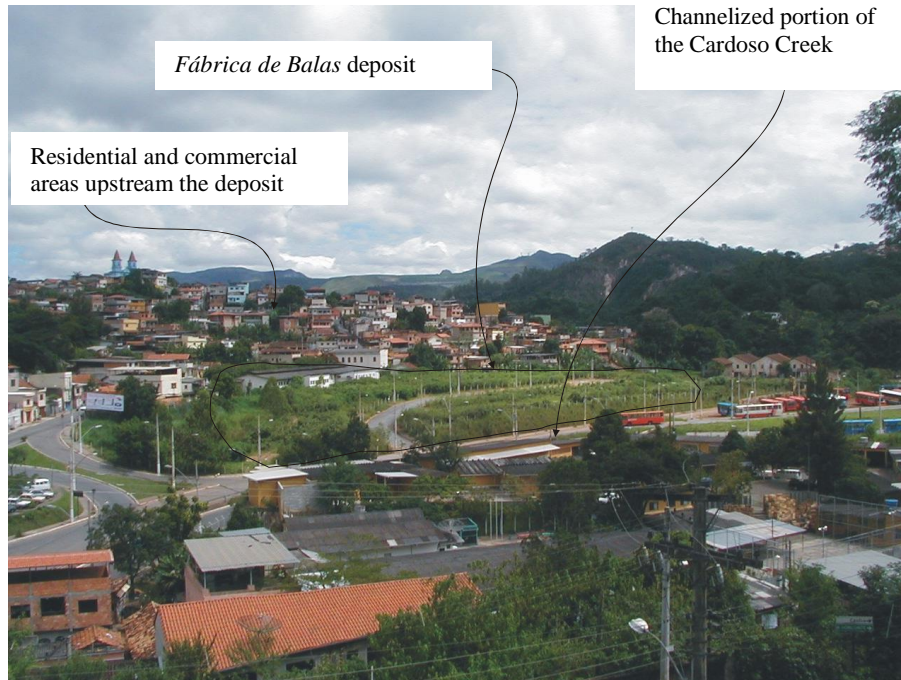 Channelized portion of
the Cardoso Creek
Fábrica de Balas deposit
Residential and commercial
areas upstream the deposit